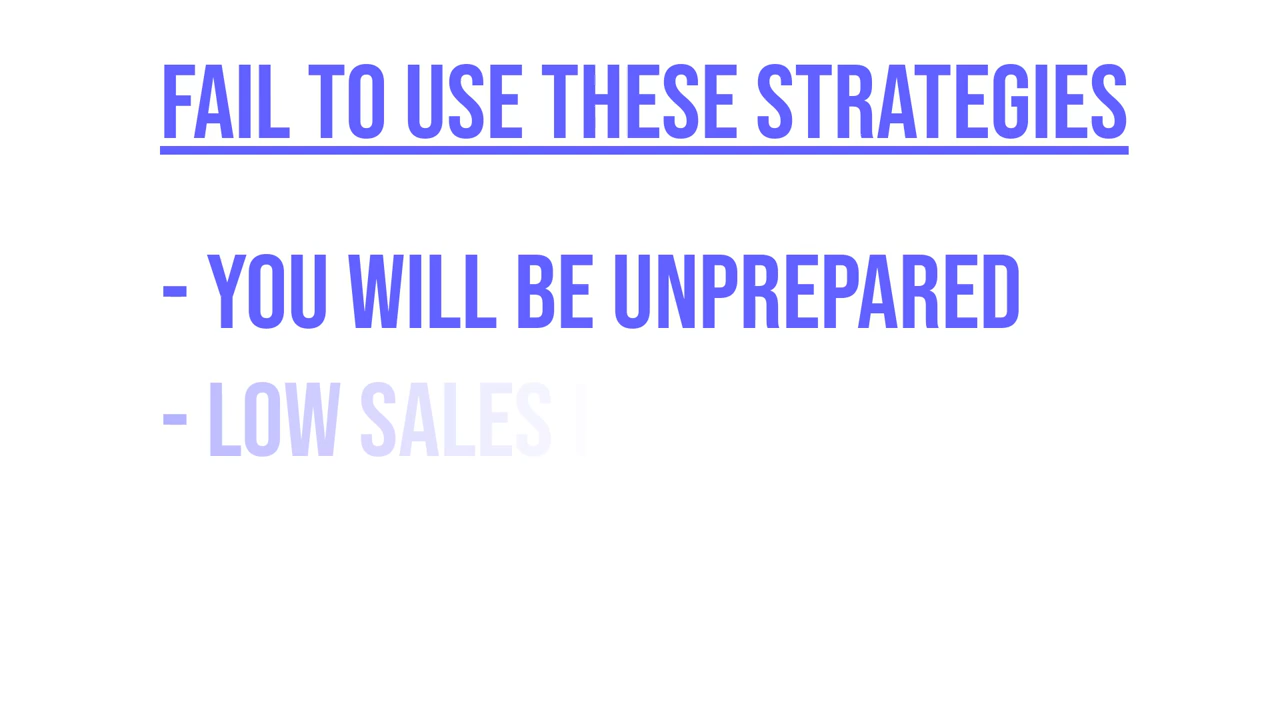 FAIL TO USE THESE STRATEGIES
- YOU WILL BE UNPREPARED
- LOW SALES